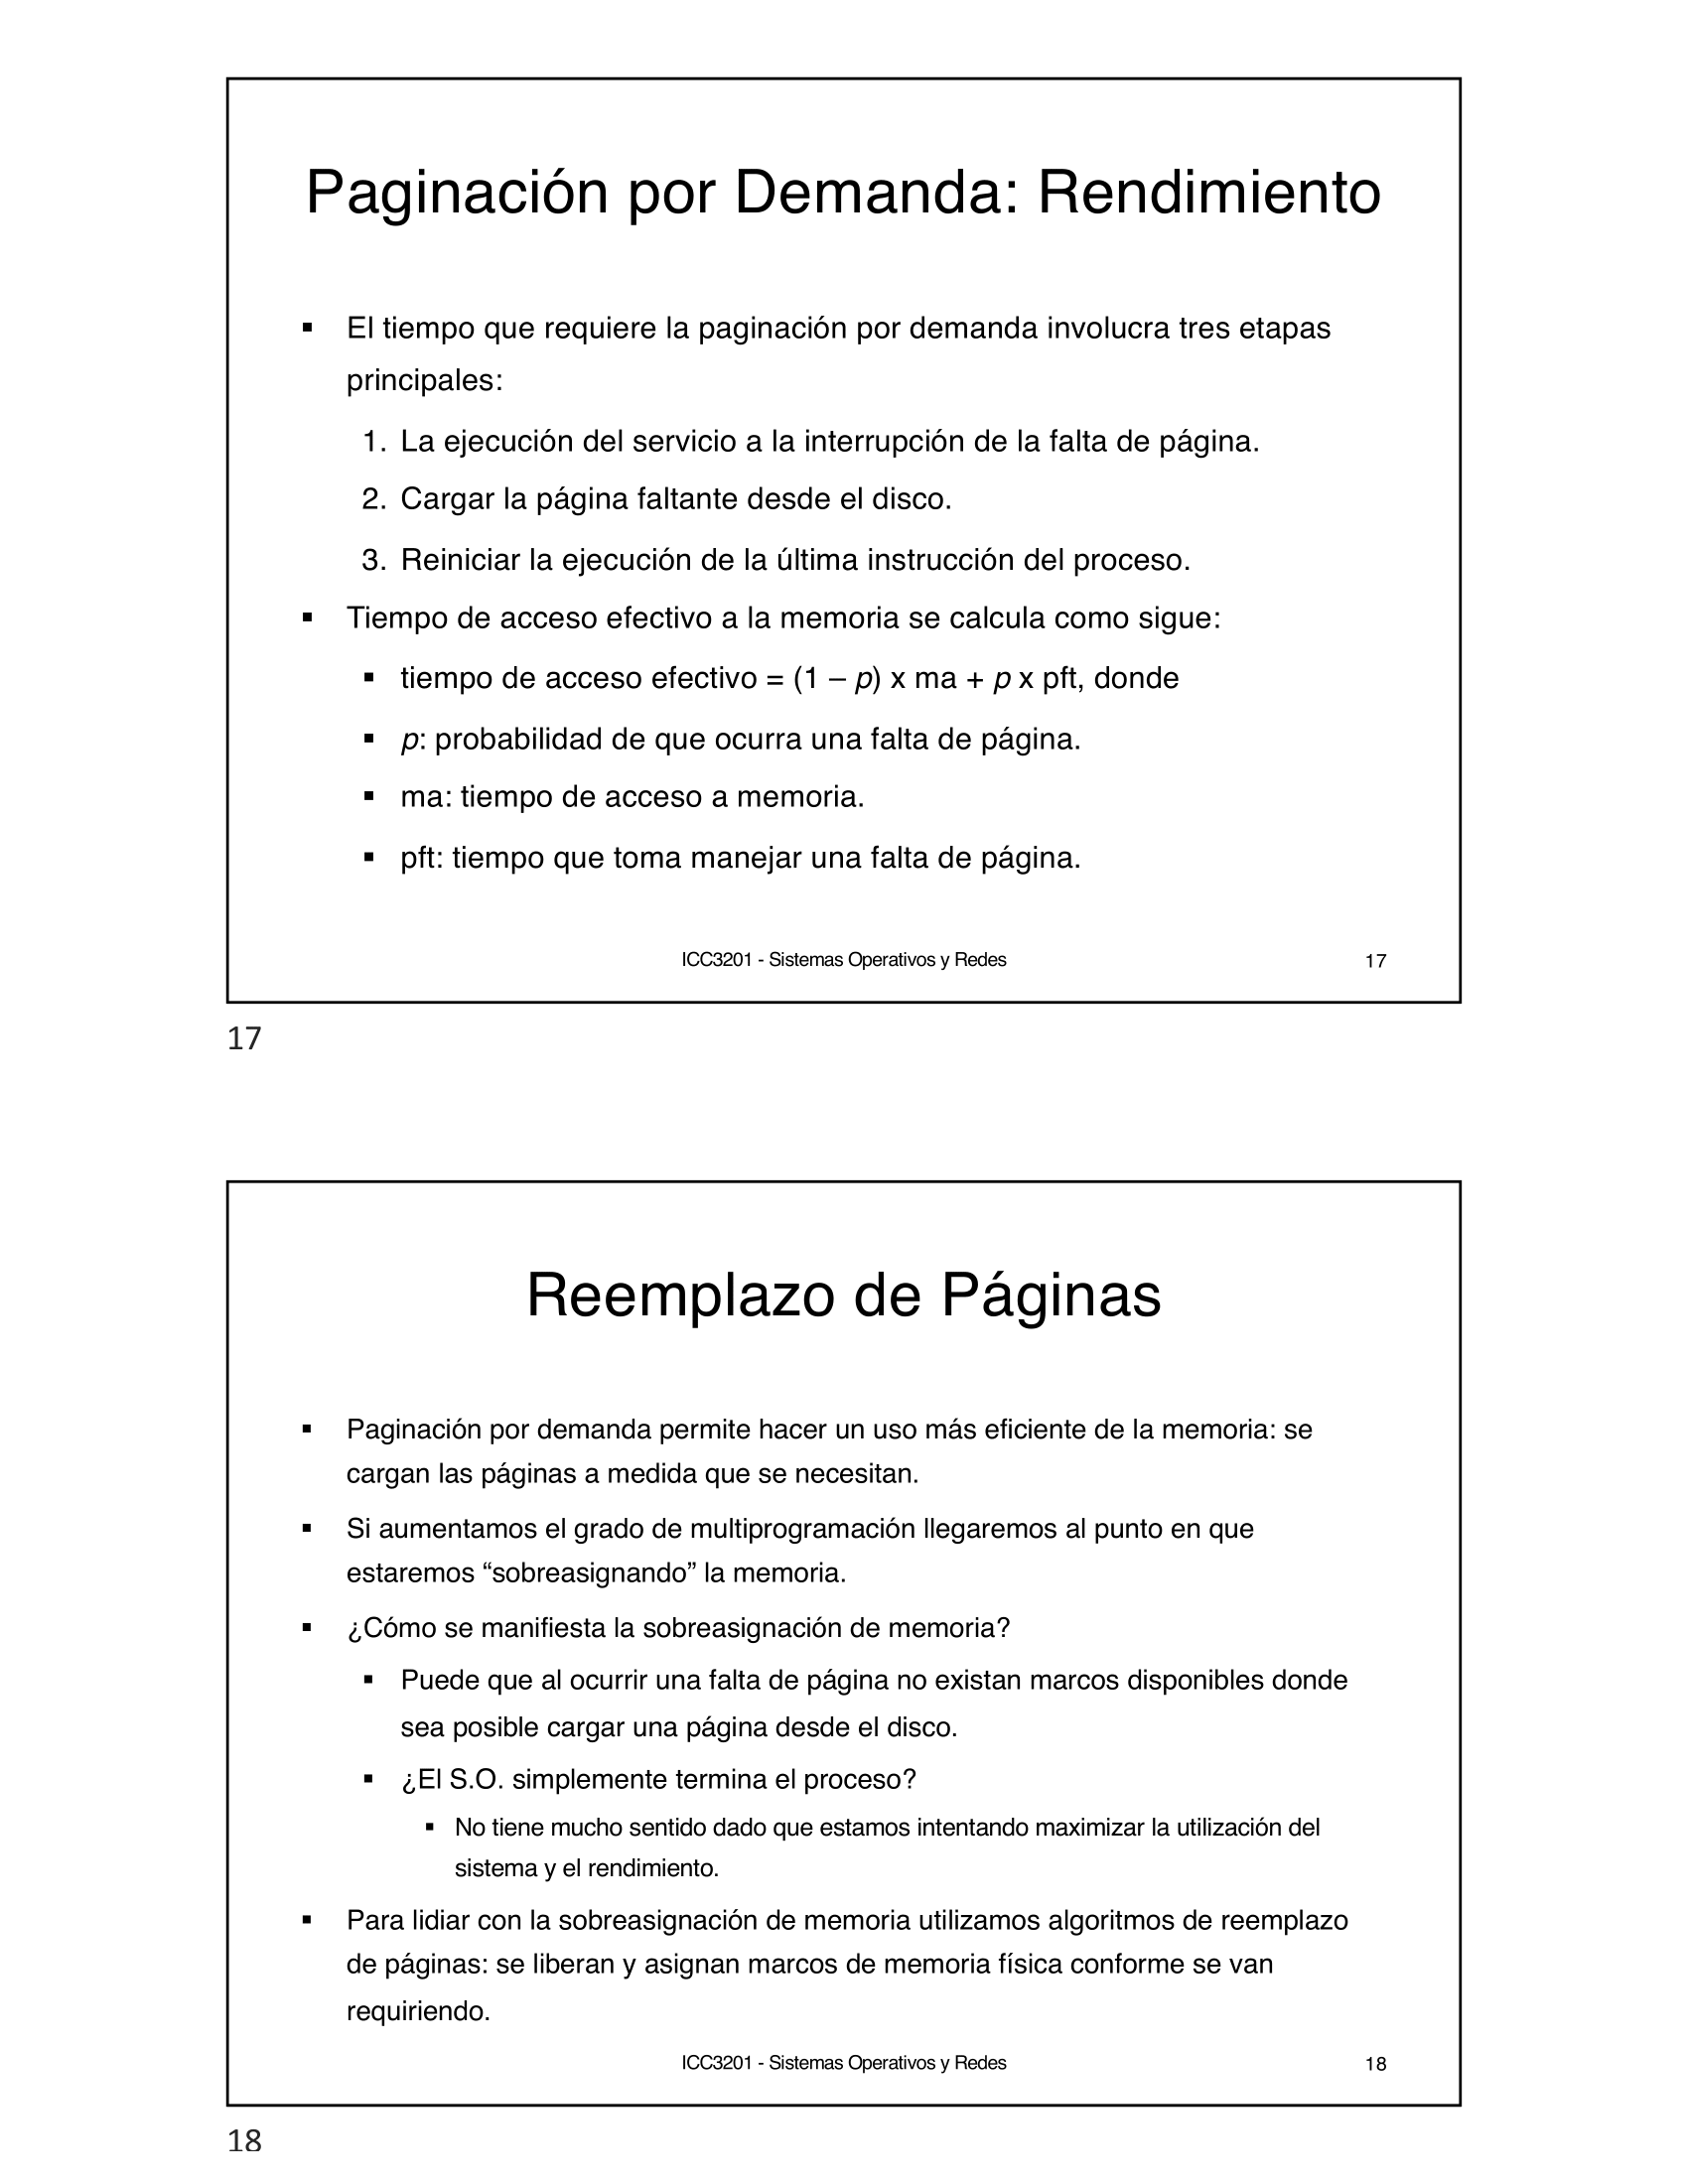 Paginación por Demanda: Rendimiento
▪ El tiempo que requiere la paginación por demanda involucra tres etapas
principales:
1. La ejecución del servicio a la interrupción de la falta de página.
2. Cargar la página faltante desde el disco.
3. Reiniciar la ejecución de la última instrucción del proceso.
▪ Tiempo de acceso efectivo a la memoria se calcula como sigue:
▪ tiempo de acceso efectivo = (1 – p) x ma + p x pft, donde
▪ p: probabilidad de que ocurra una falta de página.
▪ ma: tiempo de acceso a memoria.
▪ pft: tiempo que toma manejar una falta de página.
ICC3201 - Sistemas Operativos y Redes 17
17
Reemplazo de Páginas
▪ Paginación por demanda permite hacer un uso más eficiente de la memoria: se
cargan las páginas a medida que se necesitan.
▪ Si aumentamos el grado de multiprogramación llegaremos al punto en que
estaremos “sobreasignando” la memoria.
▪ ¿Cómo se manifiesta la sobreasignación de memoria?
▪ Puede que al ocurrir una falta de página no existan marcos disponibles donde
sea posible cargar una página desde el disco.
▪ ¿El S.O. simplemente termina el proceso?
▪ No tiene mucho sentido dado que estamos intentando maximizar la utilización del
sistema y el rendimiento.
▪ Para lidiar con la sobreasignación de memoria utilizamos algoritmos de reemplazo
de páginas: se liberan y asignan marcos de memoria física conforme se van
requiriendo.
ICC3201 - Sistemas Operativos y Redes 18
18